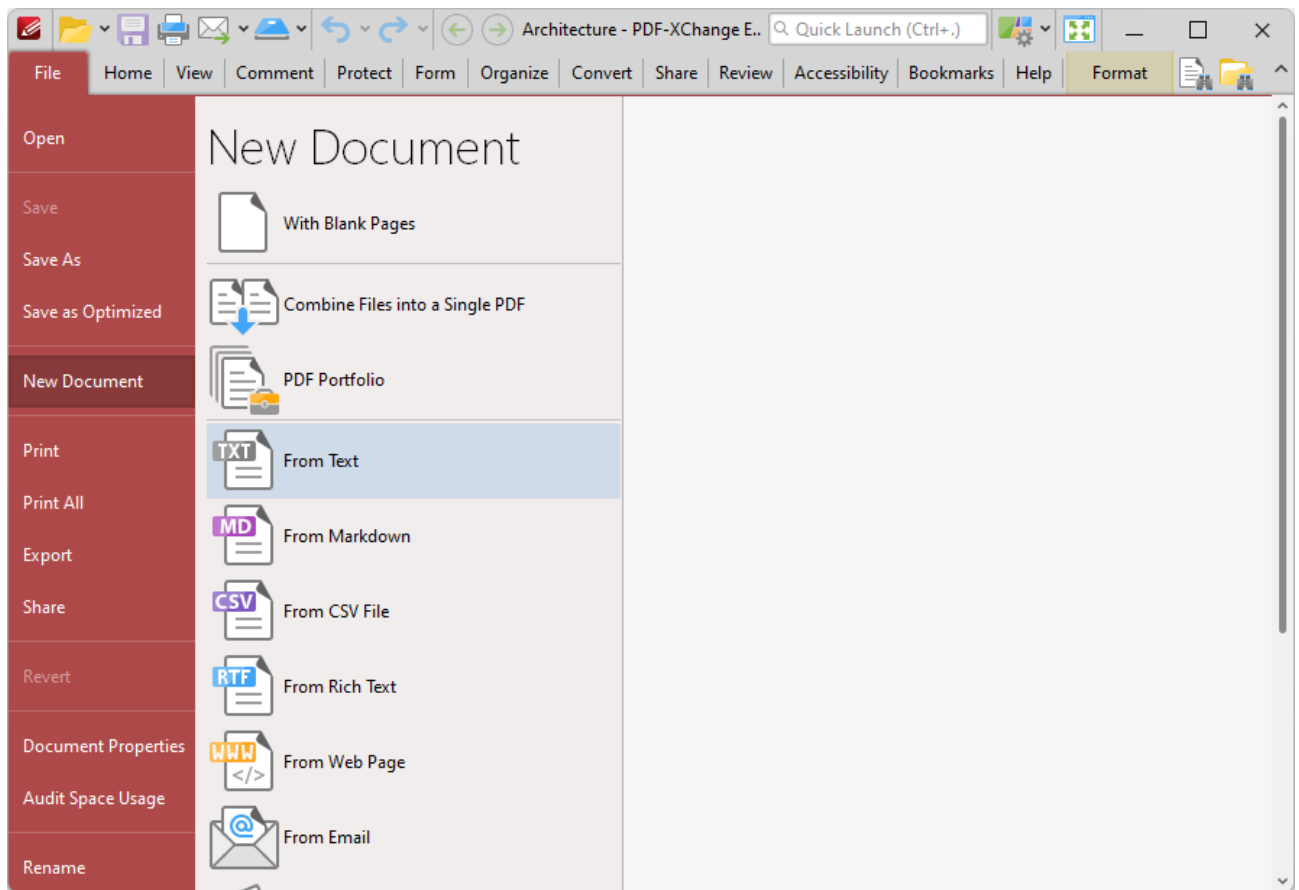 Architecture - PDF-XChange E..
Quick Launch (Ctrl+.)
File Home View Comment Protect Form Organize Convert Share Review Accessibility Bookmarks Help Format
Open
Save
Save As
Save as Optimized
New Document
Print
Print All
Export
Share
Revert
Document Properties
Audit Space Usage
Rename
New Document
With Blank Pages
Combine Files into a Single PDF
PDF Portfolio
TXT From Text
MD From Markdown
CSV From CSV File
RTF From Rich Text
WWW </> From Web Page
@ From Email